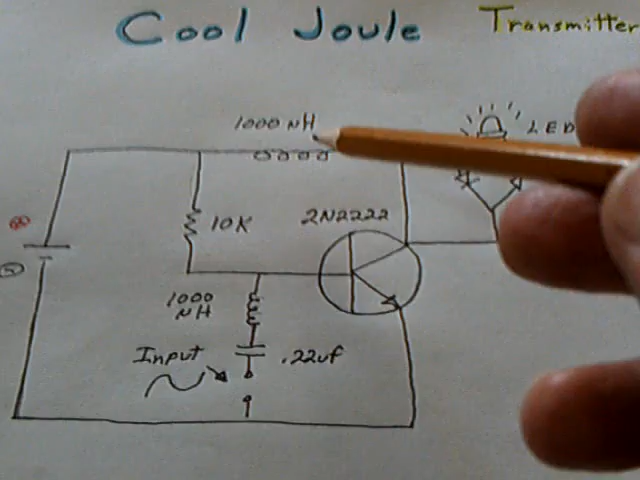 Cool Joule Transmitter
1000 NH
LED
10K
2N2222
1000
NH
Input
.22uf